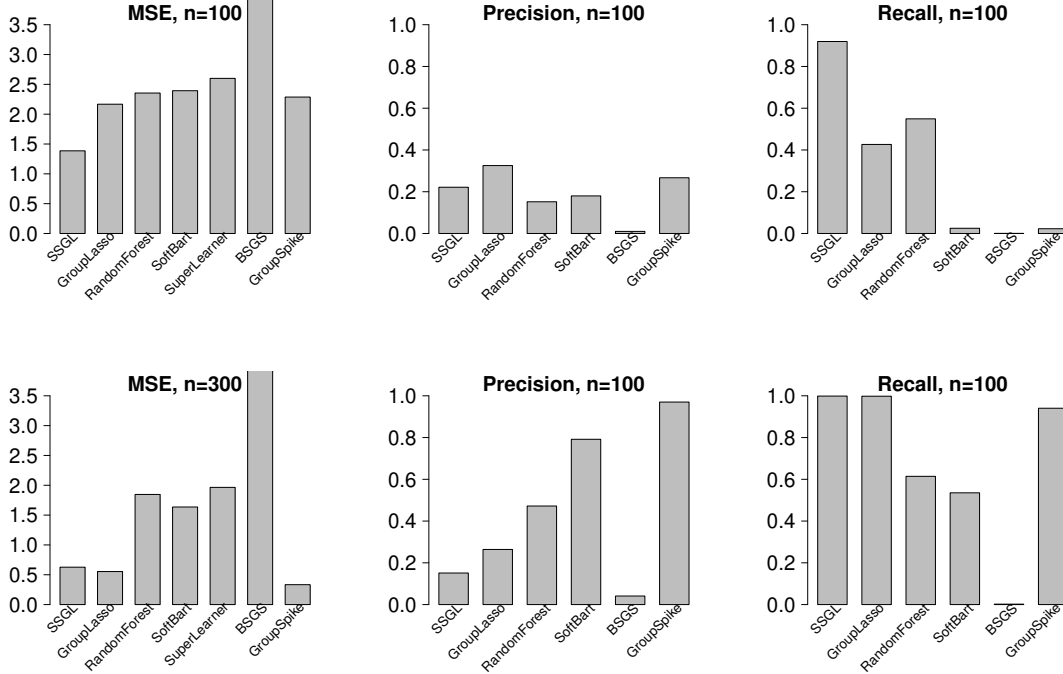 MSE, n=100
3.5
3.0
2.5
2.0
1.5
1.0
0.5
0.0
SSGL
GroupLasso
RandomForest
SoftBart
SuperLearner
BSGS
GroupSpike
Precision, n=100
1.0
0.8
0.6
0.4
0.2
0.0
SSGL
GroupLasso
RandomForest
SoftBart
BSGS
GroupSpike
Recall, n=100
1.0
0.8
0.6
0.4
0.2
0.0
SSGL
GroupLasso
RandomForest
SoftBart
BSGS
GroupSpike
MSE, n=300
3.5
3.0
2.5
2.0
1.5
1.0
0.5
0.0
SSGL
GroupLasso
RandomForest
SoftBart
SuperLearner
BSGS
GroupSpike
Precision, n=100
1.0
0.8
0.6
0.4
0.2
0.0
SSGL
GroupLasso
RandomForest
SoftBart
BSGS
GroupSpike
Recall, n=100
1.0
0.8
0.6
0.4
0.2
0.0
SSGL
GroupLasso
RandomForest
SoftBart
BSGS
GroupSpike